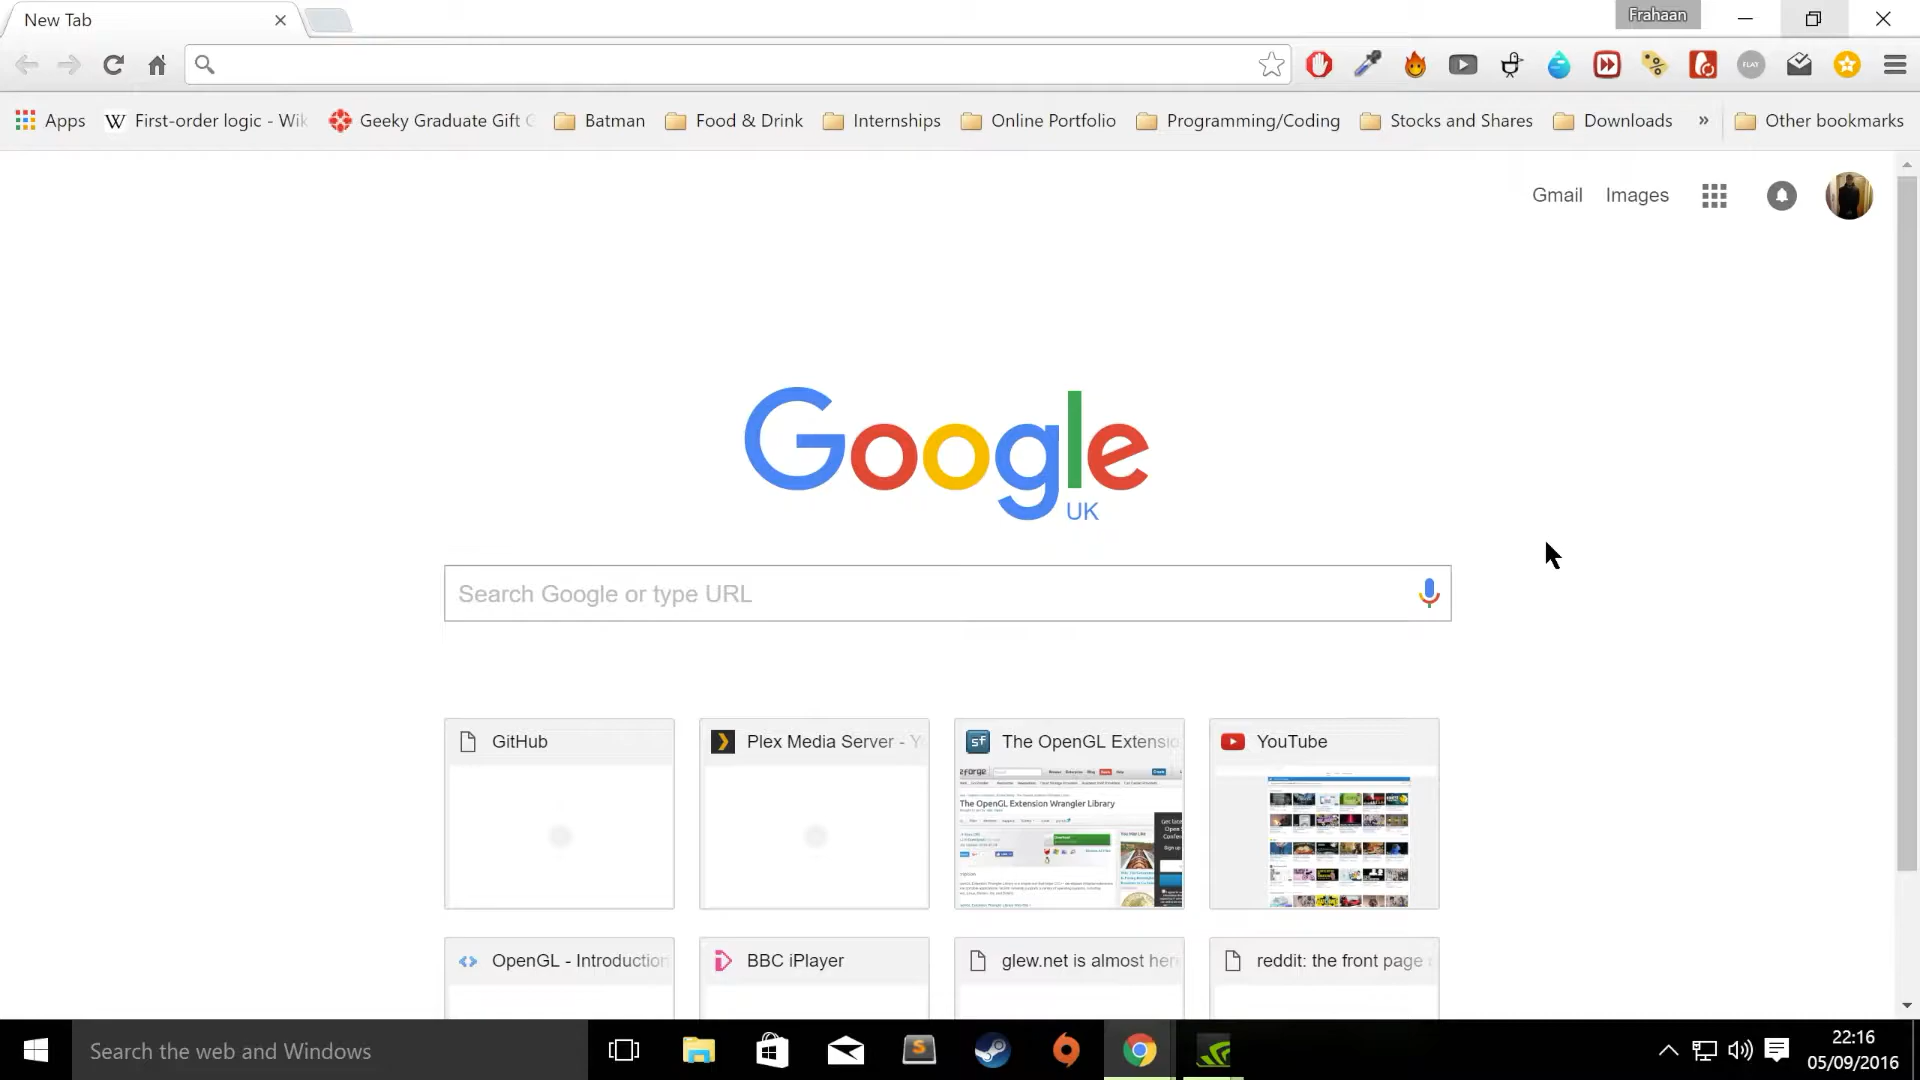 New Tab
Frahaan
FLAT
Apps
First-order logic - Wik
Geeky Graduate Gift
Batman
Food & Drink
Internships
Online Portfolio
Programming/Coding
Stocks and Shares
Downloads
»
Other bookmarks
Gmail
Images
Google
UK
Search Google or type URL
GitHub
Plex Media Server - Y
sf The OpenGL Extensio
YouTube
The OpenGL Extension Wrangler Library
OpenGL - Introduction
BBC iPlayer
glew.net is almost here
reddit: the front page
Search the web and Windows
22:16
05/09/2016